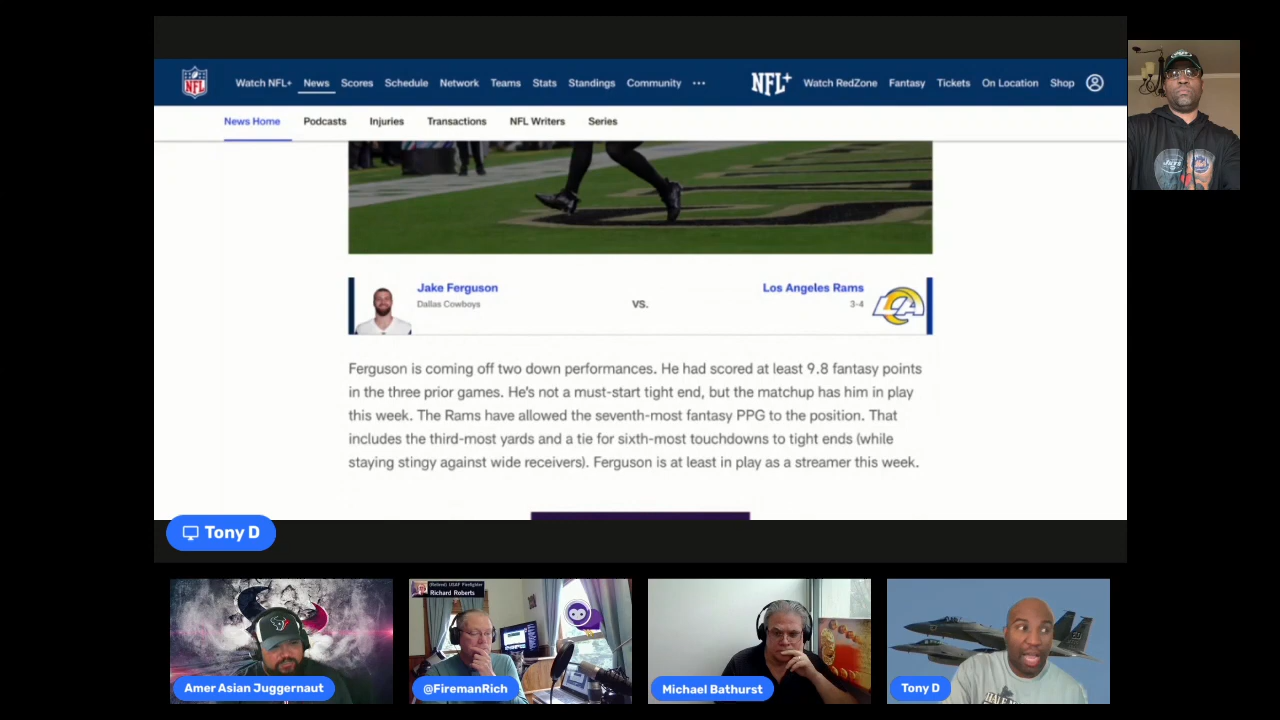 NFL Watch NFL+ News Scores Schedule Network Teams Stats Standings Community ··· NFL+ Watch RedZone Fantasy Tickets On Location Shop
News Home Podcasts Injuries Transactions NFL Writers Series
Jake Ferguson
Dallas Cowboys
VS.
Los Angeles Rams
3-4
Ferguson is coming off two down performances. He had scored at least 9.8 fantasy points
in the three prior games. He's not a must-start tight end, but the matchup has him in play
this week. The Rams have allowed the seventh-most fantasy PPG to the position. That
includes the third-most yards and a tie for sixth-most touchdowns to tight ends (while
staying stingy against wide receivers). Ferguson is at least in play as a streamer this week.
Tony D
Amer Asian Juggernaut
(Retired) USAF Firefighter
Richard Roberts
@FiremanRich
Michael Bathurst
Tony D